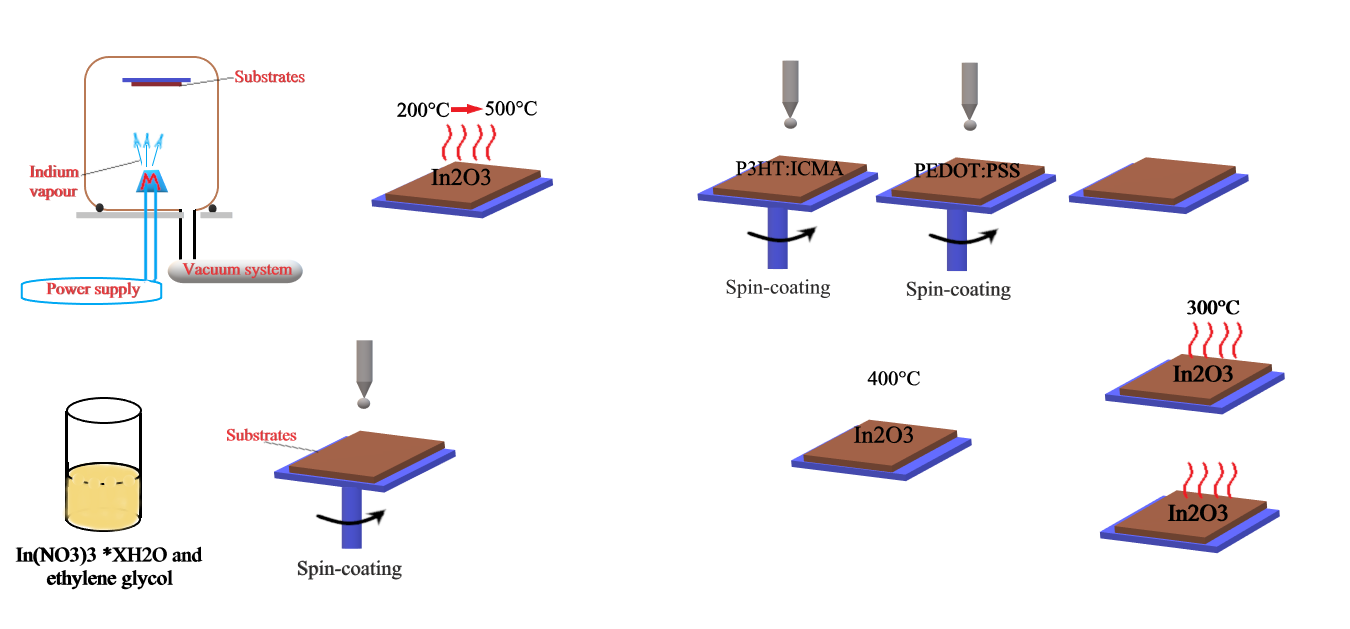 Substrates
Indium
vapour
Vacuum system
Power supply
200°C 500°C
In2O3
P3HT:ICMA
Spin-coating
PEDOT:PSS
Spin-coating
In(NO3)3 *XH2O and
ethylene glycol
Substrates
Spin-coating
400°C
In2O3
300°C
In2O3
In2O3